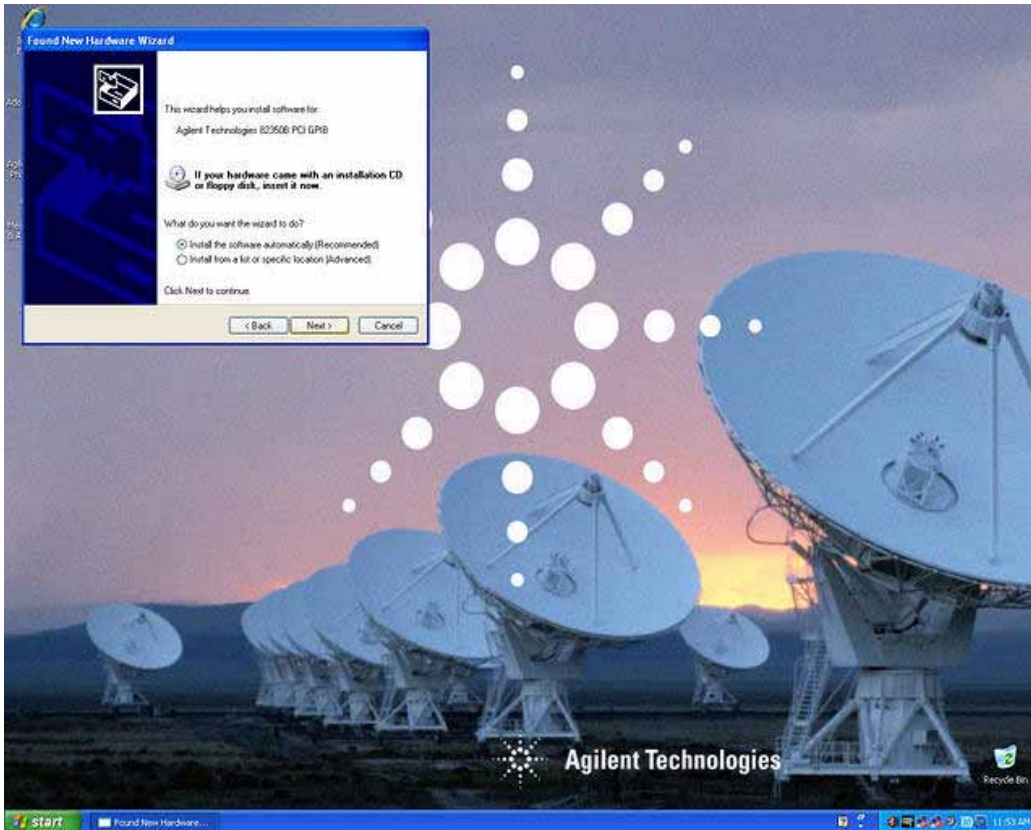 Found New Hardware Wizard
This wizard helps you install software for:
Agilent Technologies 82350B PCI GPIB
If your hardware came with an installation CD
or floppy disk, insert it now.
What do you want the wizard to do?
Install the software automatically (Recommended)
Install from a list or specific location (Advanced)
Click Next to continue.
< Back
Next >
Cancel
Agilent Technologies
Recycle Bin
start
Found New Hardware...
11:53 AM